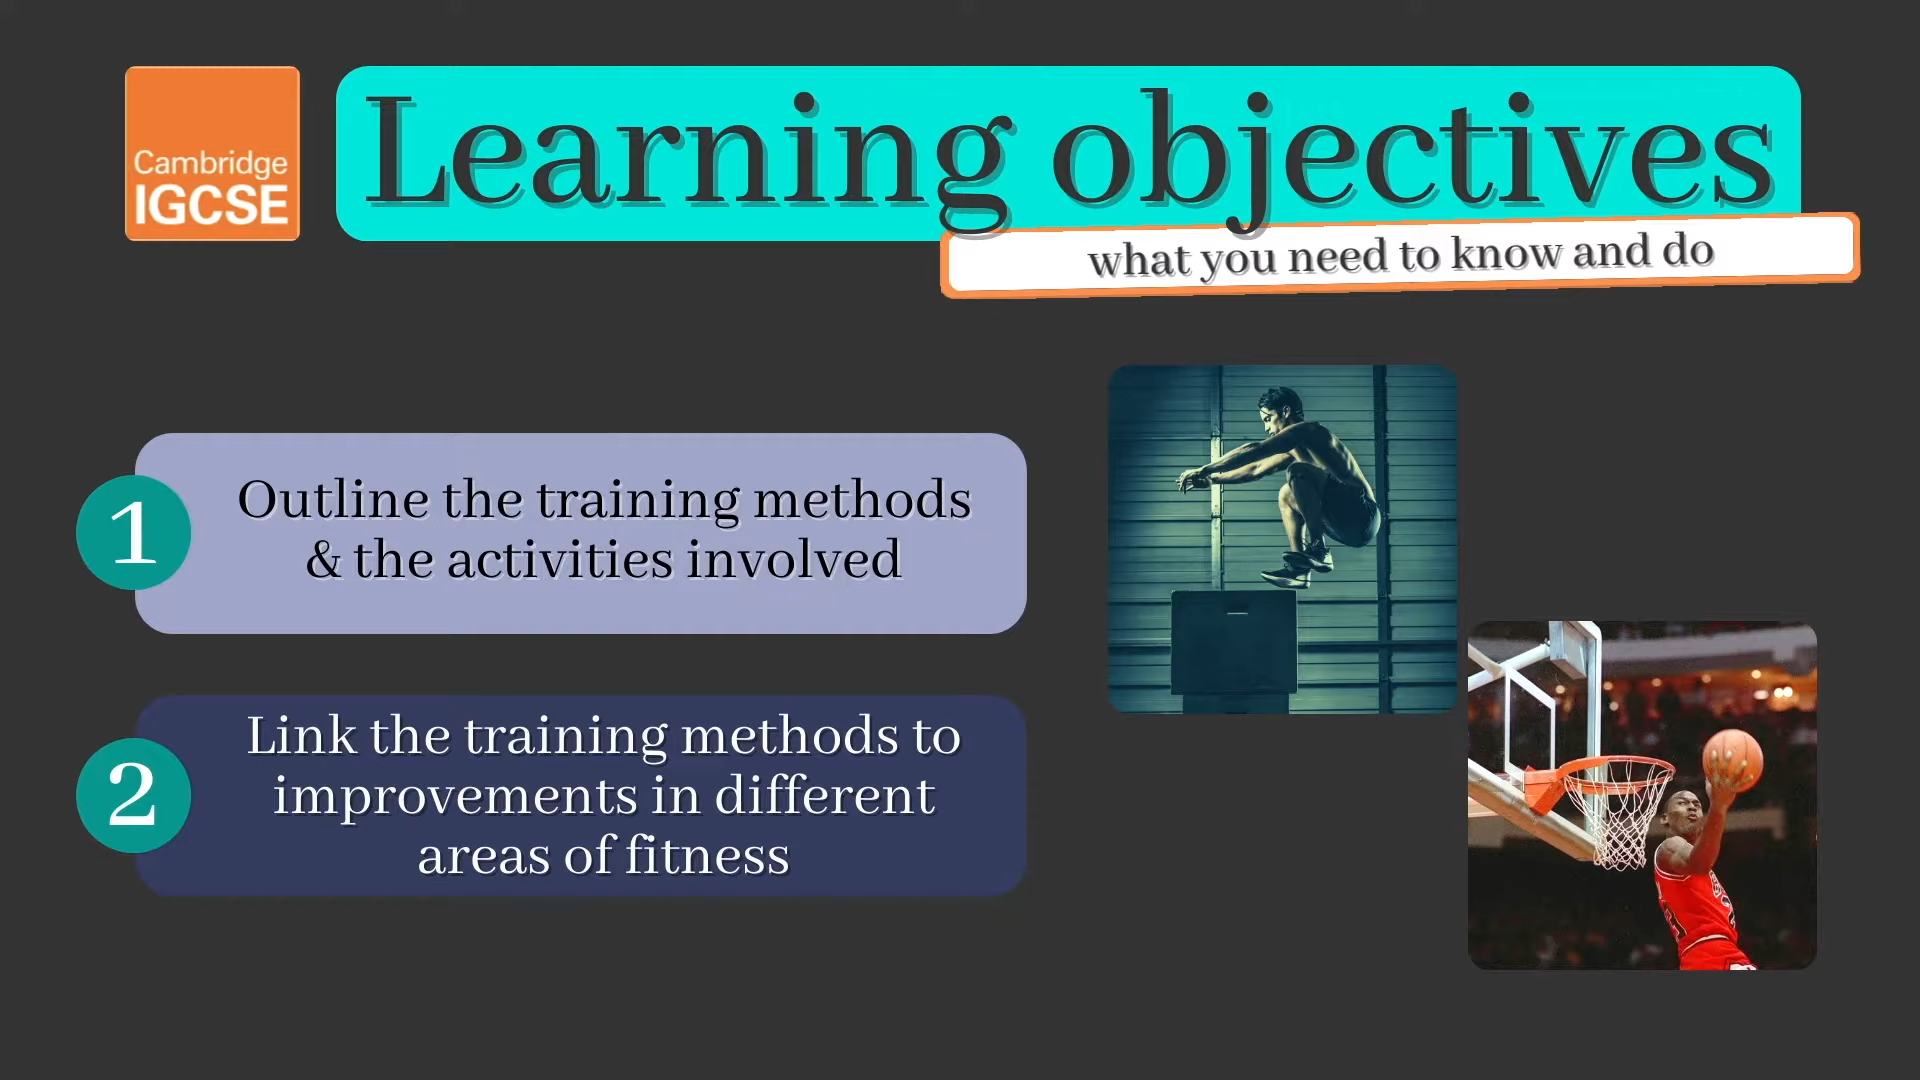 Cambridge
IGCSE
Learning objectives
what you need to know and do
1
Outline the training methods
& the activities involved
2
Link the training methods to
improvements in different
areas of fitness